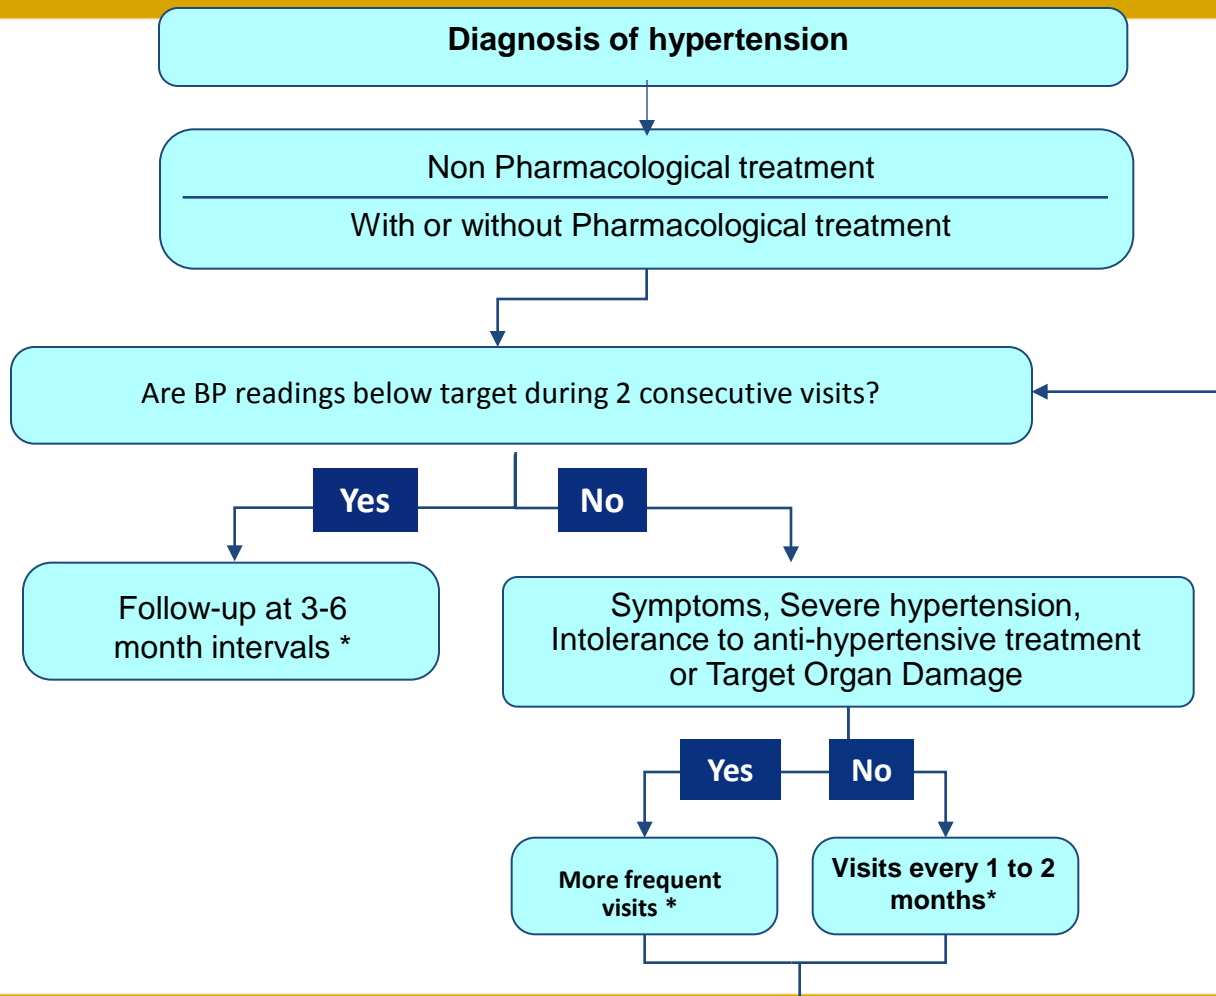 Diagnosis of hypertension
Non Pharmacological treatment
With or without Pharmacological treatment
Are BP readings below target during 2 consecutive visits?
Yes
No
Follow-up at 3-6
month intervals *
Symptoms, Severe hypertension,
Intolerance to anti-hypertensive treatment
or Target Organ Damage
Yes
No
More frequent
visits *
Visits every 1 to 2
months*